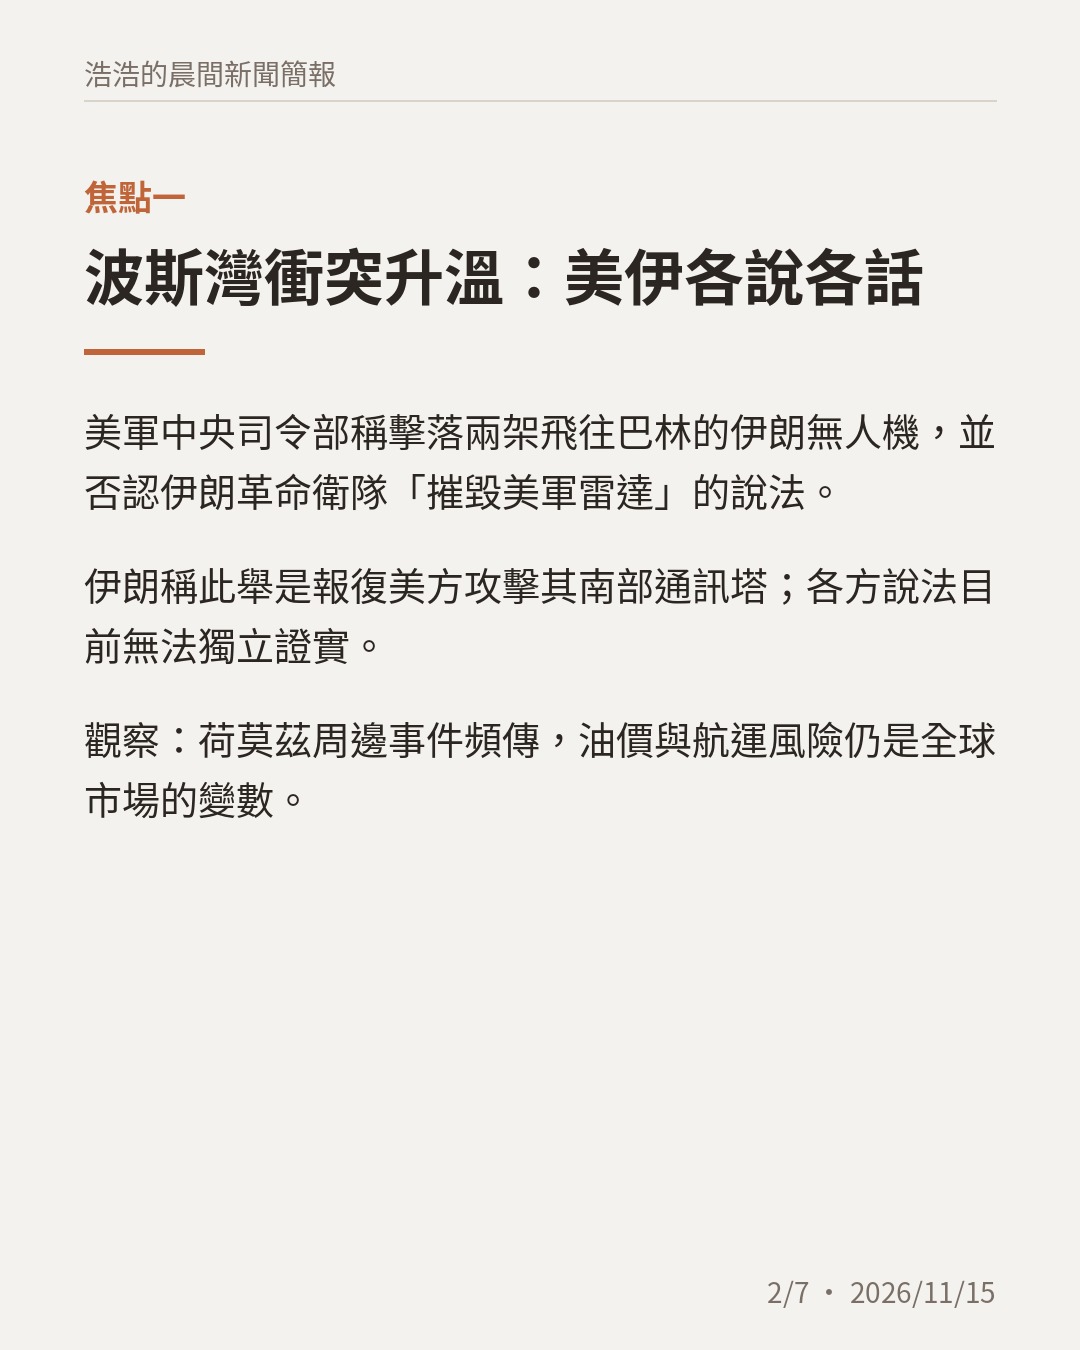 浩浩的晨間新聞簡報
焦點一
波斯灣衝突升溫：美伊各說各話
美軍中央司令部稱擊落兩架飛往巴林的伊朗無人機，並
否認伊朗革命衛隊「摧毀美軍雷達」的說法。
伊朗稱此舉是報復美方攻擊其南部通訊塔；各方說法目
前無法獨立證實。
觀察：荷莫茲周邊事件頻傳，油價與航運風險仍是全球
市場的變數。
2/7 • 2026/11/15